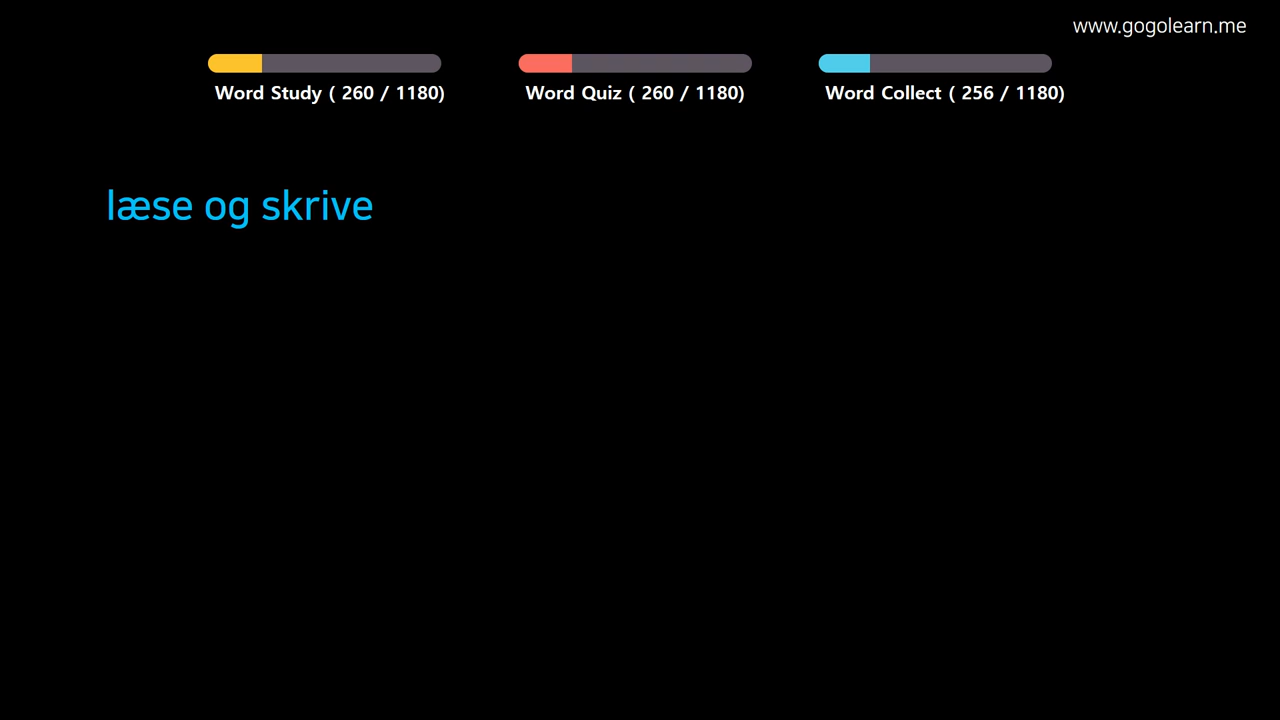 www.gogolearn.me
Word Study ( 260 / 1180)
Word Quiz ( 260 / 1180)
Word Collect ( 256 / 1180)
læse og skrive